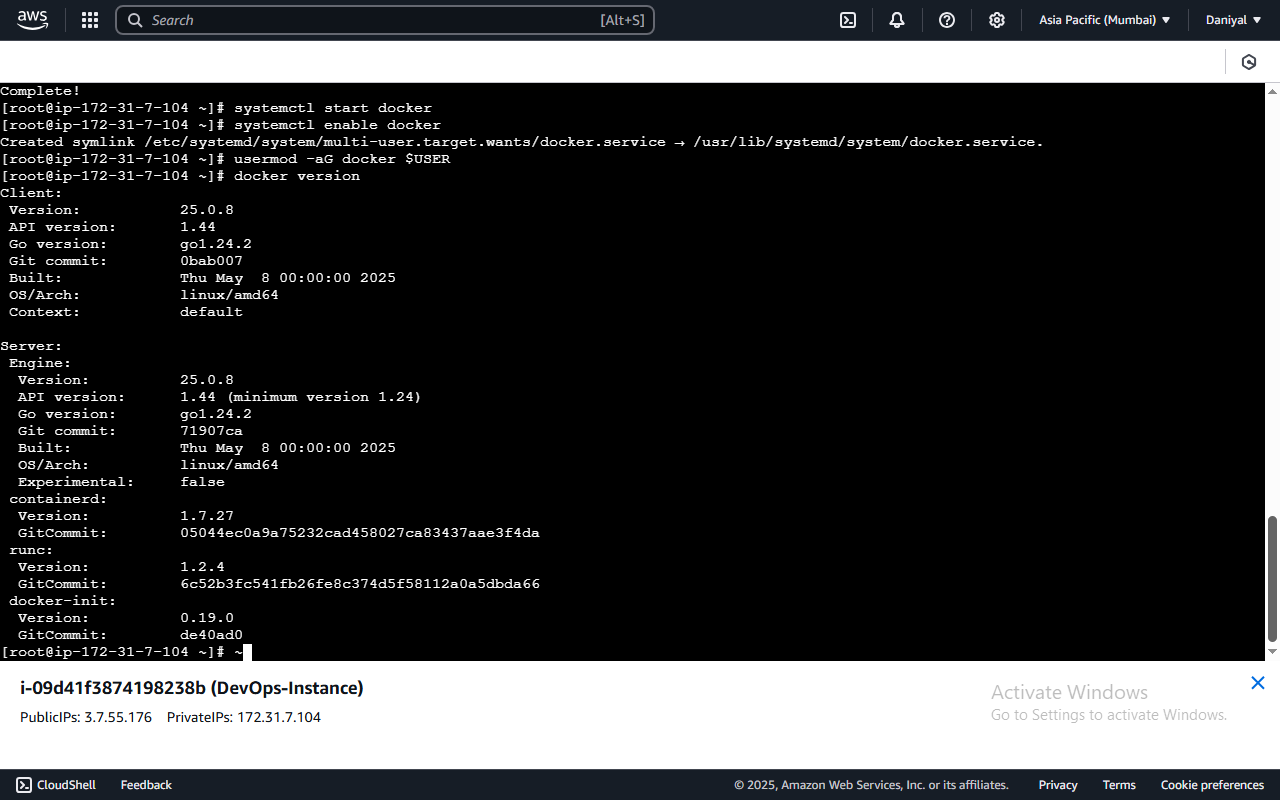 aws Search [Alt+S] Asia Pacific (Mumbai) Daniyal
Complete!
[root@ip-172-31-7-104 ~]# systemctl start docker
[root@ip-172-31-7-104 ~]# systemctl enable docker
Created symlink /etc/systemd/system/multi-user.target.wants/docker.service → /usr/lib/systemd/system/docker.service.
[root@ip-172-31-7-104 ~]# usermod -aG docker $USER
[root@ip-172-31-7-104 ~]# docker version
Client:
 Version:           25.0.8
 API version:       1.44
 Go version:        go1.24.2
 Git commit:        0bab007
 Built:             Thu May  8 00:00:00 2025
 OS/Arch:           linux/amd64
 Context:           default

Server:
 Engine:
  Version:          25.0.8
  API version:      1.44 (minimum version 1.24)
  Go version:       go1.24.2
  Git commit:       71907ca
  Built:            Thu May  8 00:00:00 2025
  OS/Arch:          linux/amd64
  Experimental:     false
 containerd:
  Version:          1.7.27
  GitCommit:        05044ec0a9a75232cad458027ca83437aae3f4da
 runc:
  Version:          1.2.4
  GitCommit:        6c52b3fc541fb26fe8c374d5f58112a0a5dbda66
 docker-init:
  Version:          0.19.0
  GitCommit:        de40ad0
[root@ip-172-31-7-104 ~]# ~
i-09d41f3874198238b (DevOps-Instance)
PublicIPs: 3.7.55.176 PrivateIPs: 172.31.7.104
Activate Windows
Go to Settings to activate Windows.
CloudShell Feedback © 2025, Amazon Web Services, Inc. or its affiliates. Privacy Terms Cookie preferences